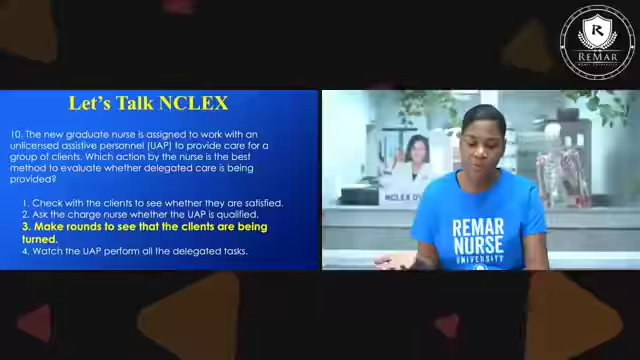 REMAR
NURSE UNIVERSITY
Let's Talk NCLEX
10. The new graduate nurse is assigned to work with an
unlicensed assistive personnel (UAP) to provide care for a
group of clients. Which action by the nurse is the best
method to evaluate whether delegated care is being
provided?
1. Check with the clients to see whether they are satisfied.
2. Ask the charge nurse whether the UAP is qualified.
3. Make rounds to see that the clients are being
turned.
4. Watch the UAP perform all the delegated tasks.
NCLEX
REMAR
NURSE
UNIVERSITY